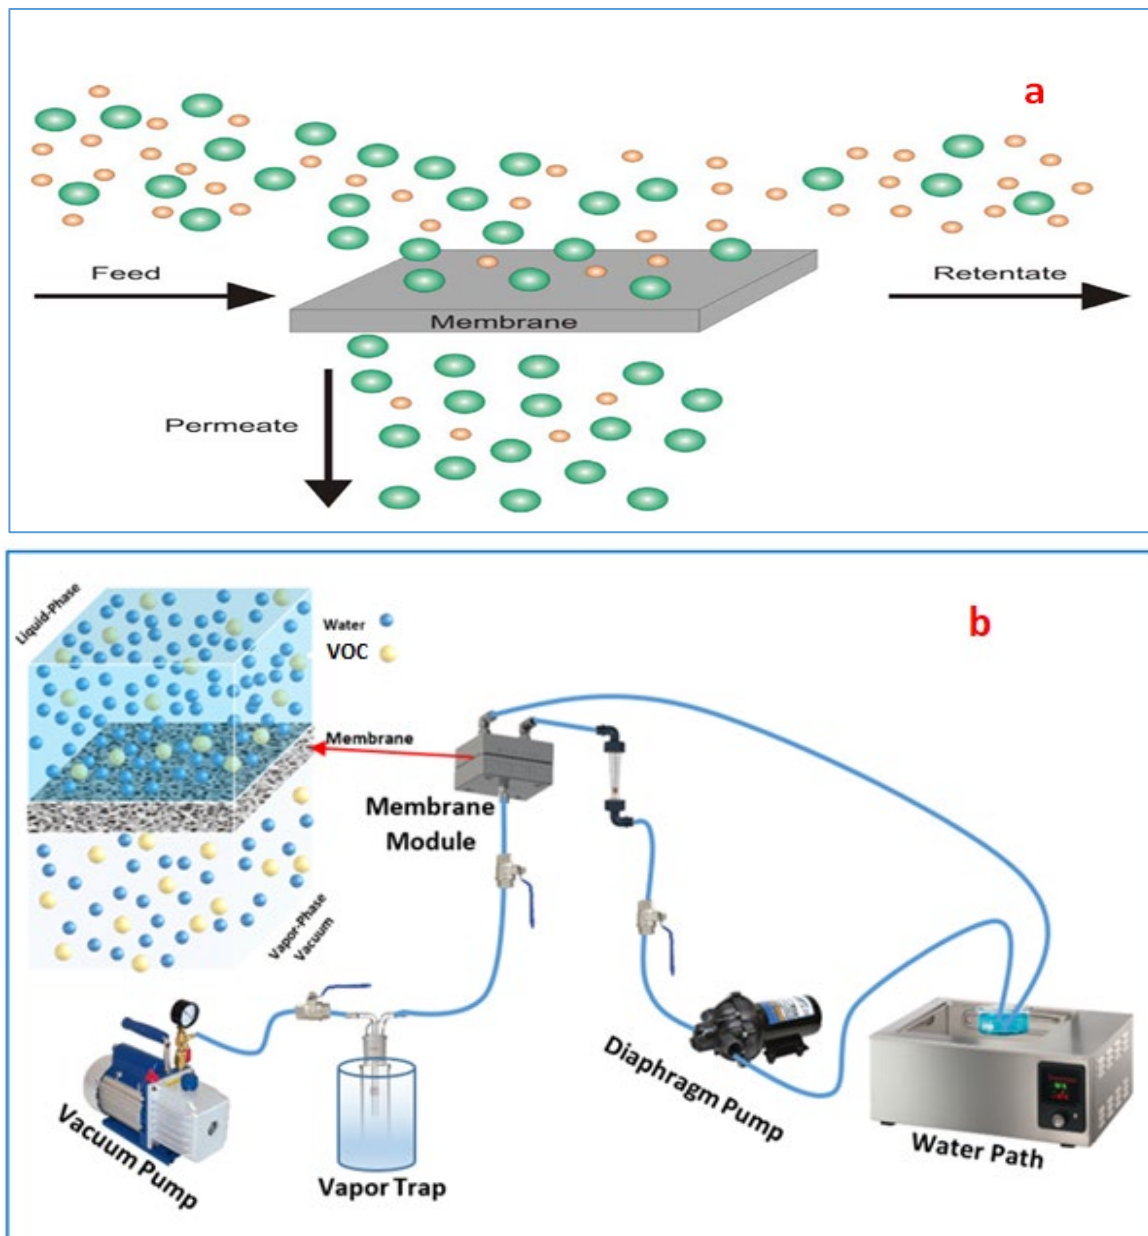 a
Feed
Retentate
Membrane
Permeate
b
Liquid-Phase
Water
VOC
Membrane
Membrane
Module
Vapor-Phase
Vacuum
Diaphragm Pump
Vacuum Pump
Vapor Trap
Water Path